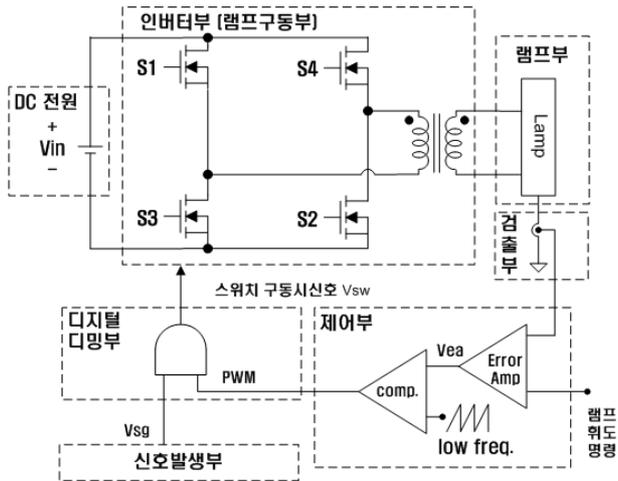 인버터부 (램프구동부)
S1
S4
램프부
DC 전원
+
Vin
−
Lamp
S3
S2
검
출
부
스위치 구동시신호 Vsw
디지털
디밍부
제어부
Vea
Error
Amp
PWM
comp.
램프
휘도
명령
Vsg
low freq.
신호발생부